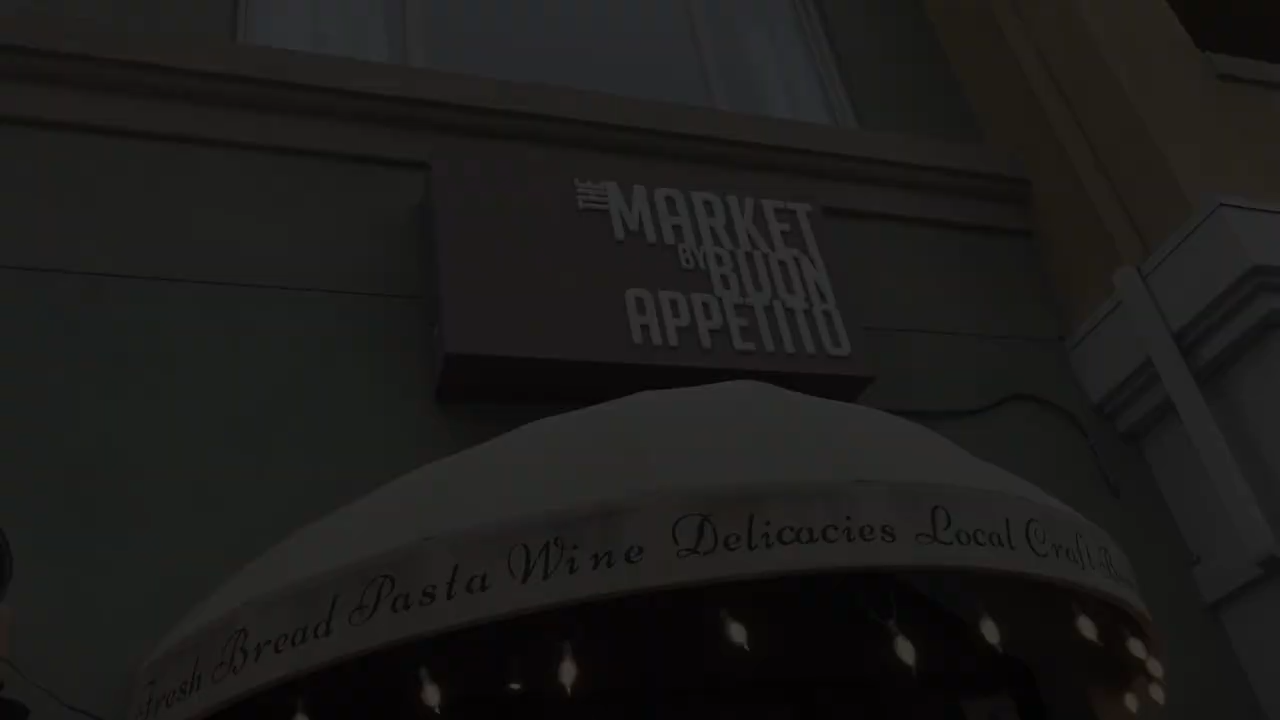 THE MARKET
BY BUON
APPETITO
Fresh Bread Pasta Wine Delicacies Local Craft